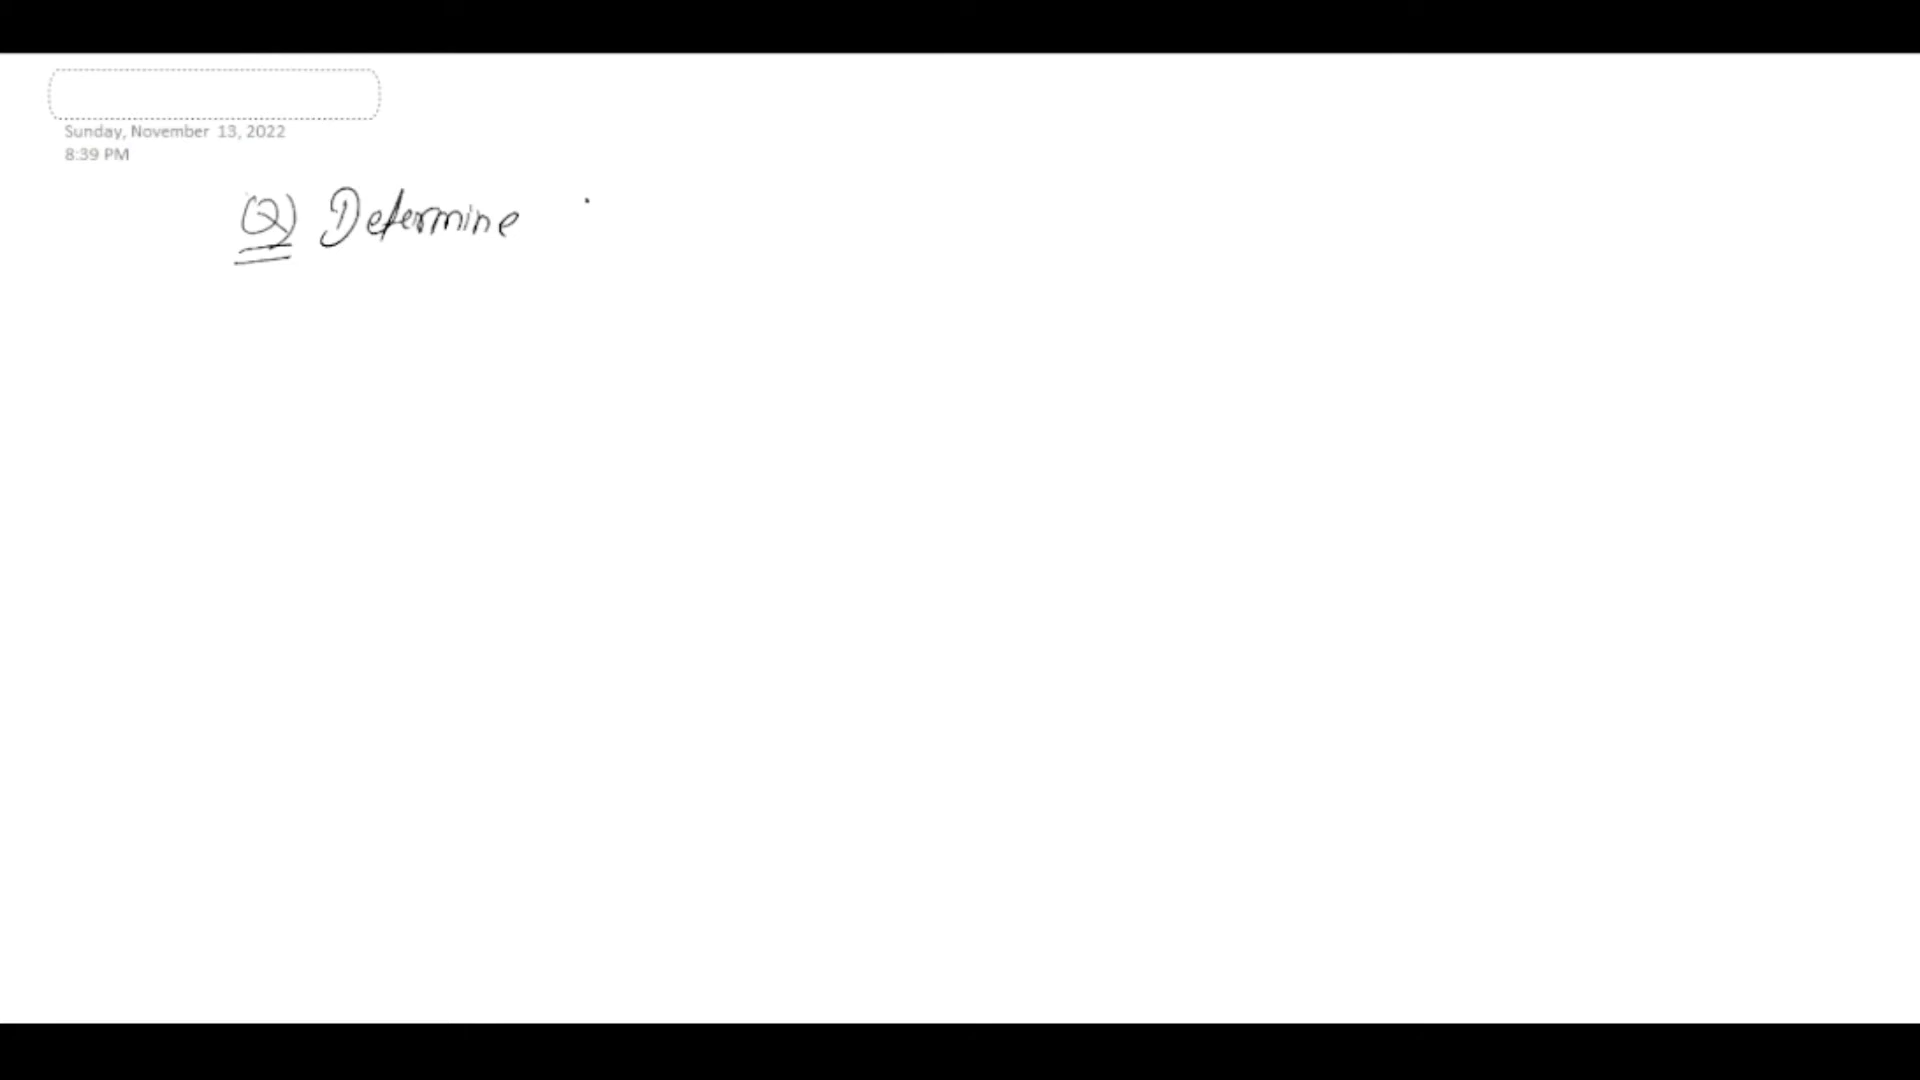 Sunday, November 13, 2022
8:39 PM
Q) Determine